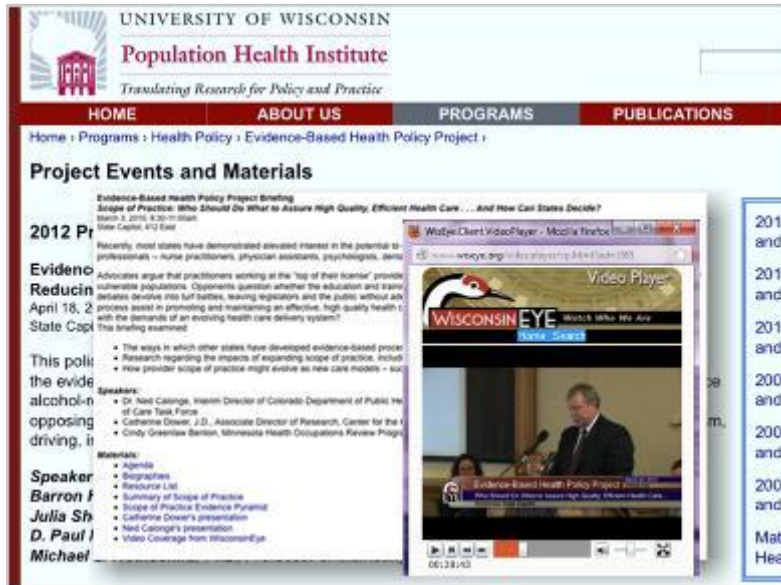 UNIVERSITY OF WISCONSIN
Population Health Institute
Translating Research for Policy and Practice
HOME ABOUT US PROGRAMS PUBLICATIONS
Home › Programs › Health Policy › Evidence-Based Health Policy Project ›
Project Events and Materials
2012 Pr
Evidenc
Reducin
April 18, 2
State Capi
This polic
the evide
alcohol-r
opposing
driving, i
Speaker
Barron
Julia Sh
D. Paul
Michael
Evidence-Based Health Policy Project Briefing
Scope of Practice: Who Should Do What to Assure High Quality, Efficient Health Care . . . And How Can States Decide?
State Capitol, 412 East
Recently, most states have demonstrated elevated interest in the potential to
professionals – nurse practitioners, physician assistants, psychologists,
Advocates argue that practitioners working at the "top of their license" provide
vulnerable populations. Opponents question whether the education and
debates devolve into turf battles, leaving legislators and the public without
process assist in promoting and maintaining an effective, high quality health
with the demands of an evolving health care delivery system?
This briefing examined:
• The ways in which other states have developed evidence-based
• Research regarding the impacts of expanding scope of practice,
• How provider scope of practice might evolve as new care models –
Speakers:
• Dr. Ned Calonge, Interim Director of Colorado Department of Public
of Care Task Force
• Catherine Dower, J.D., Associate Director of Research, Center for the
• Cindy Greenlaw Benton, Minnesota Health Occupations Review
Materials:
• Agenda
• Biographies
• Resource List
• Summary of Scope of Practice
• Scope of Practice Evidence Pyramid
• Catherine Dower's presentation
• Ned Calonge's presentation
• Video Coverage from WisconsinEye
WisEye.Client.VideoPlayer - Mozilla Firefox
Video Player
WISCONSIN EYE Watch Who We Are
Home Search
Evidence-Based Health Policy Project
Who Should Do What to Assure High Quality, Efficient Health Care
00:28:43
201
and
201
and
201
and
200
and
200
and
200
and
Mat
Hea